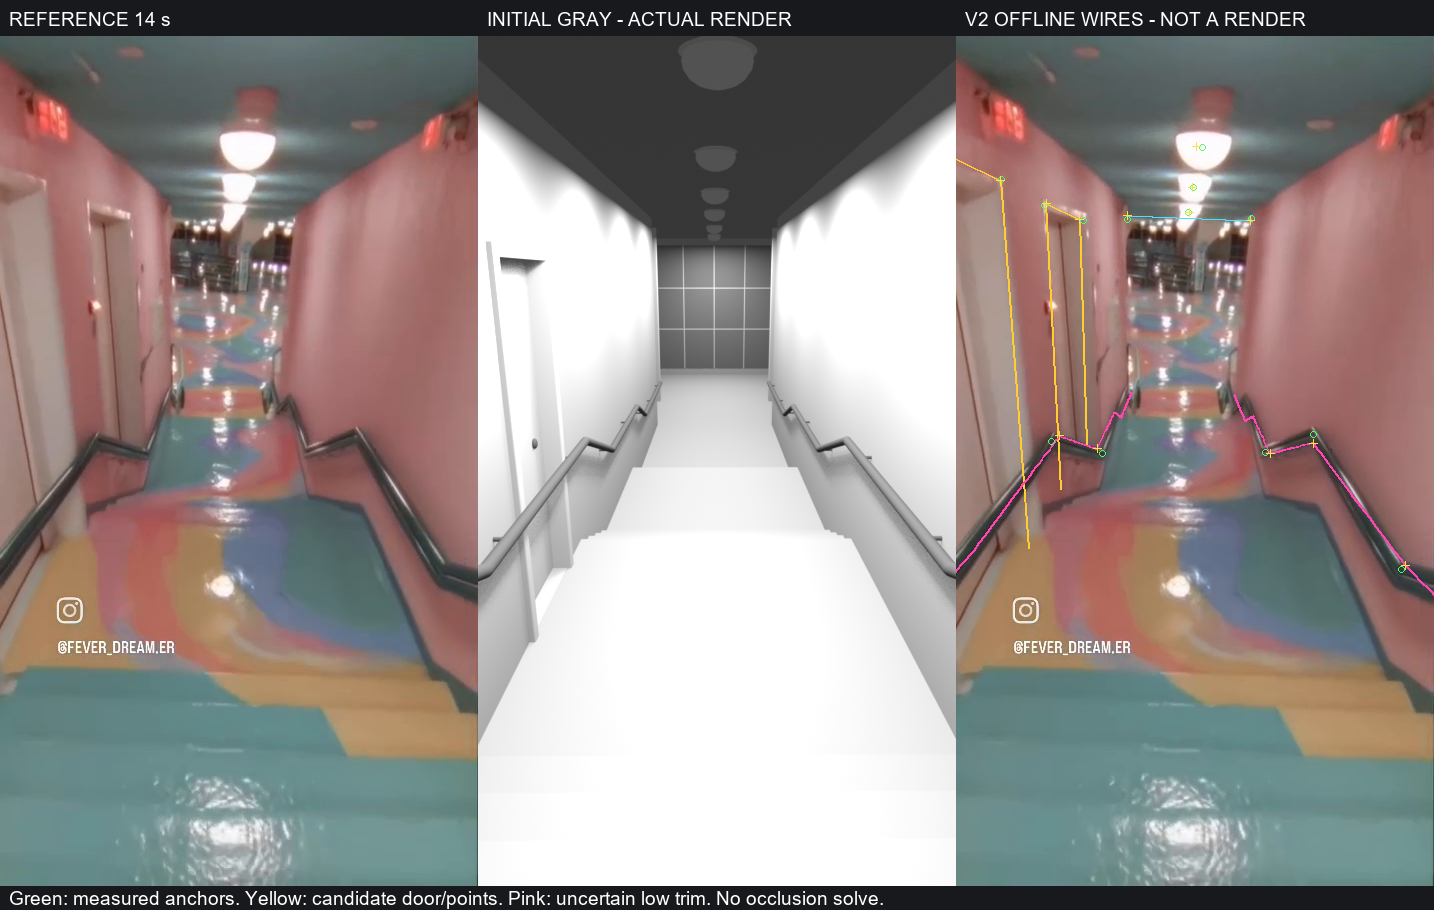 REFERENCE 14 s
INITIAL GRAY - ACTUAL RENDER
V2 OFFLINE WIRES - NOT A RENDER
@FEVER_DREAM.ER
@FEVER_DREAM.ER
Green: measured anchors. Yellow: candidate door/points. Pink: uncertain low trim. No occlusion solve.